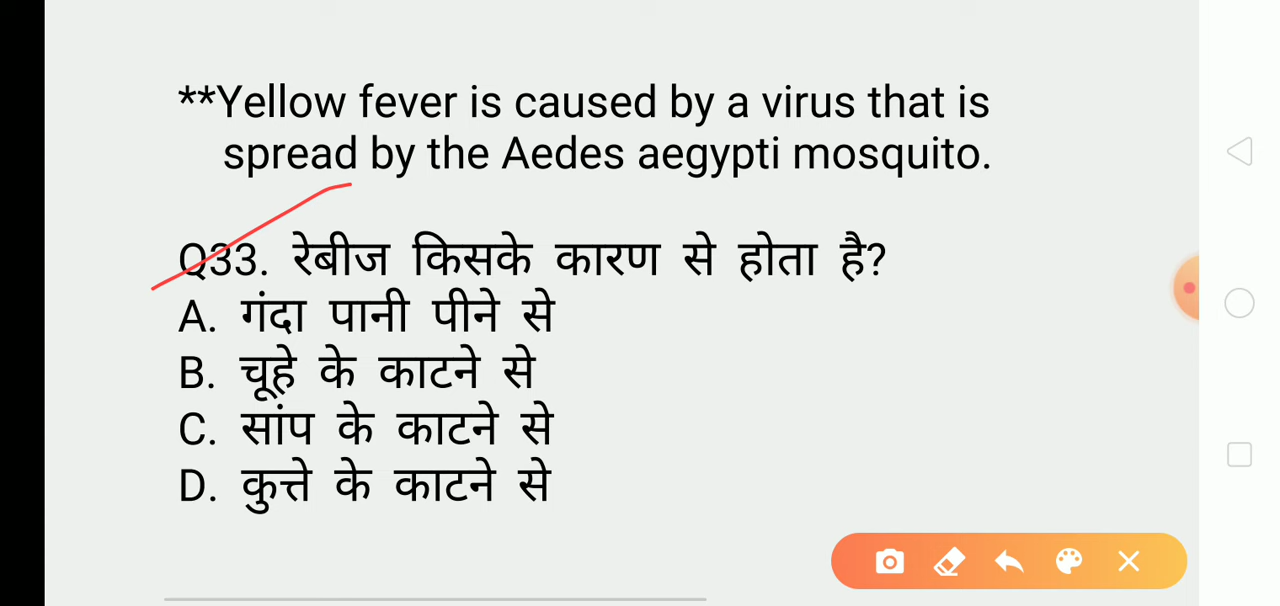 **Yellow fever is caused by a virus that is
spread by the Aedes aegypti mosquito.
Q33. रेबीज किसके कारण से होता है?
A. गंदा पानी पीने से
B. चूहे के काटने से
C. सांप के काटने से
D. कुत्ते के काटने से